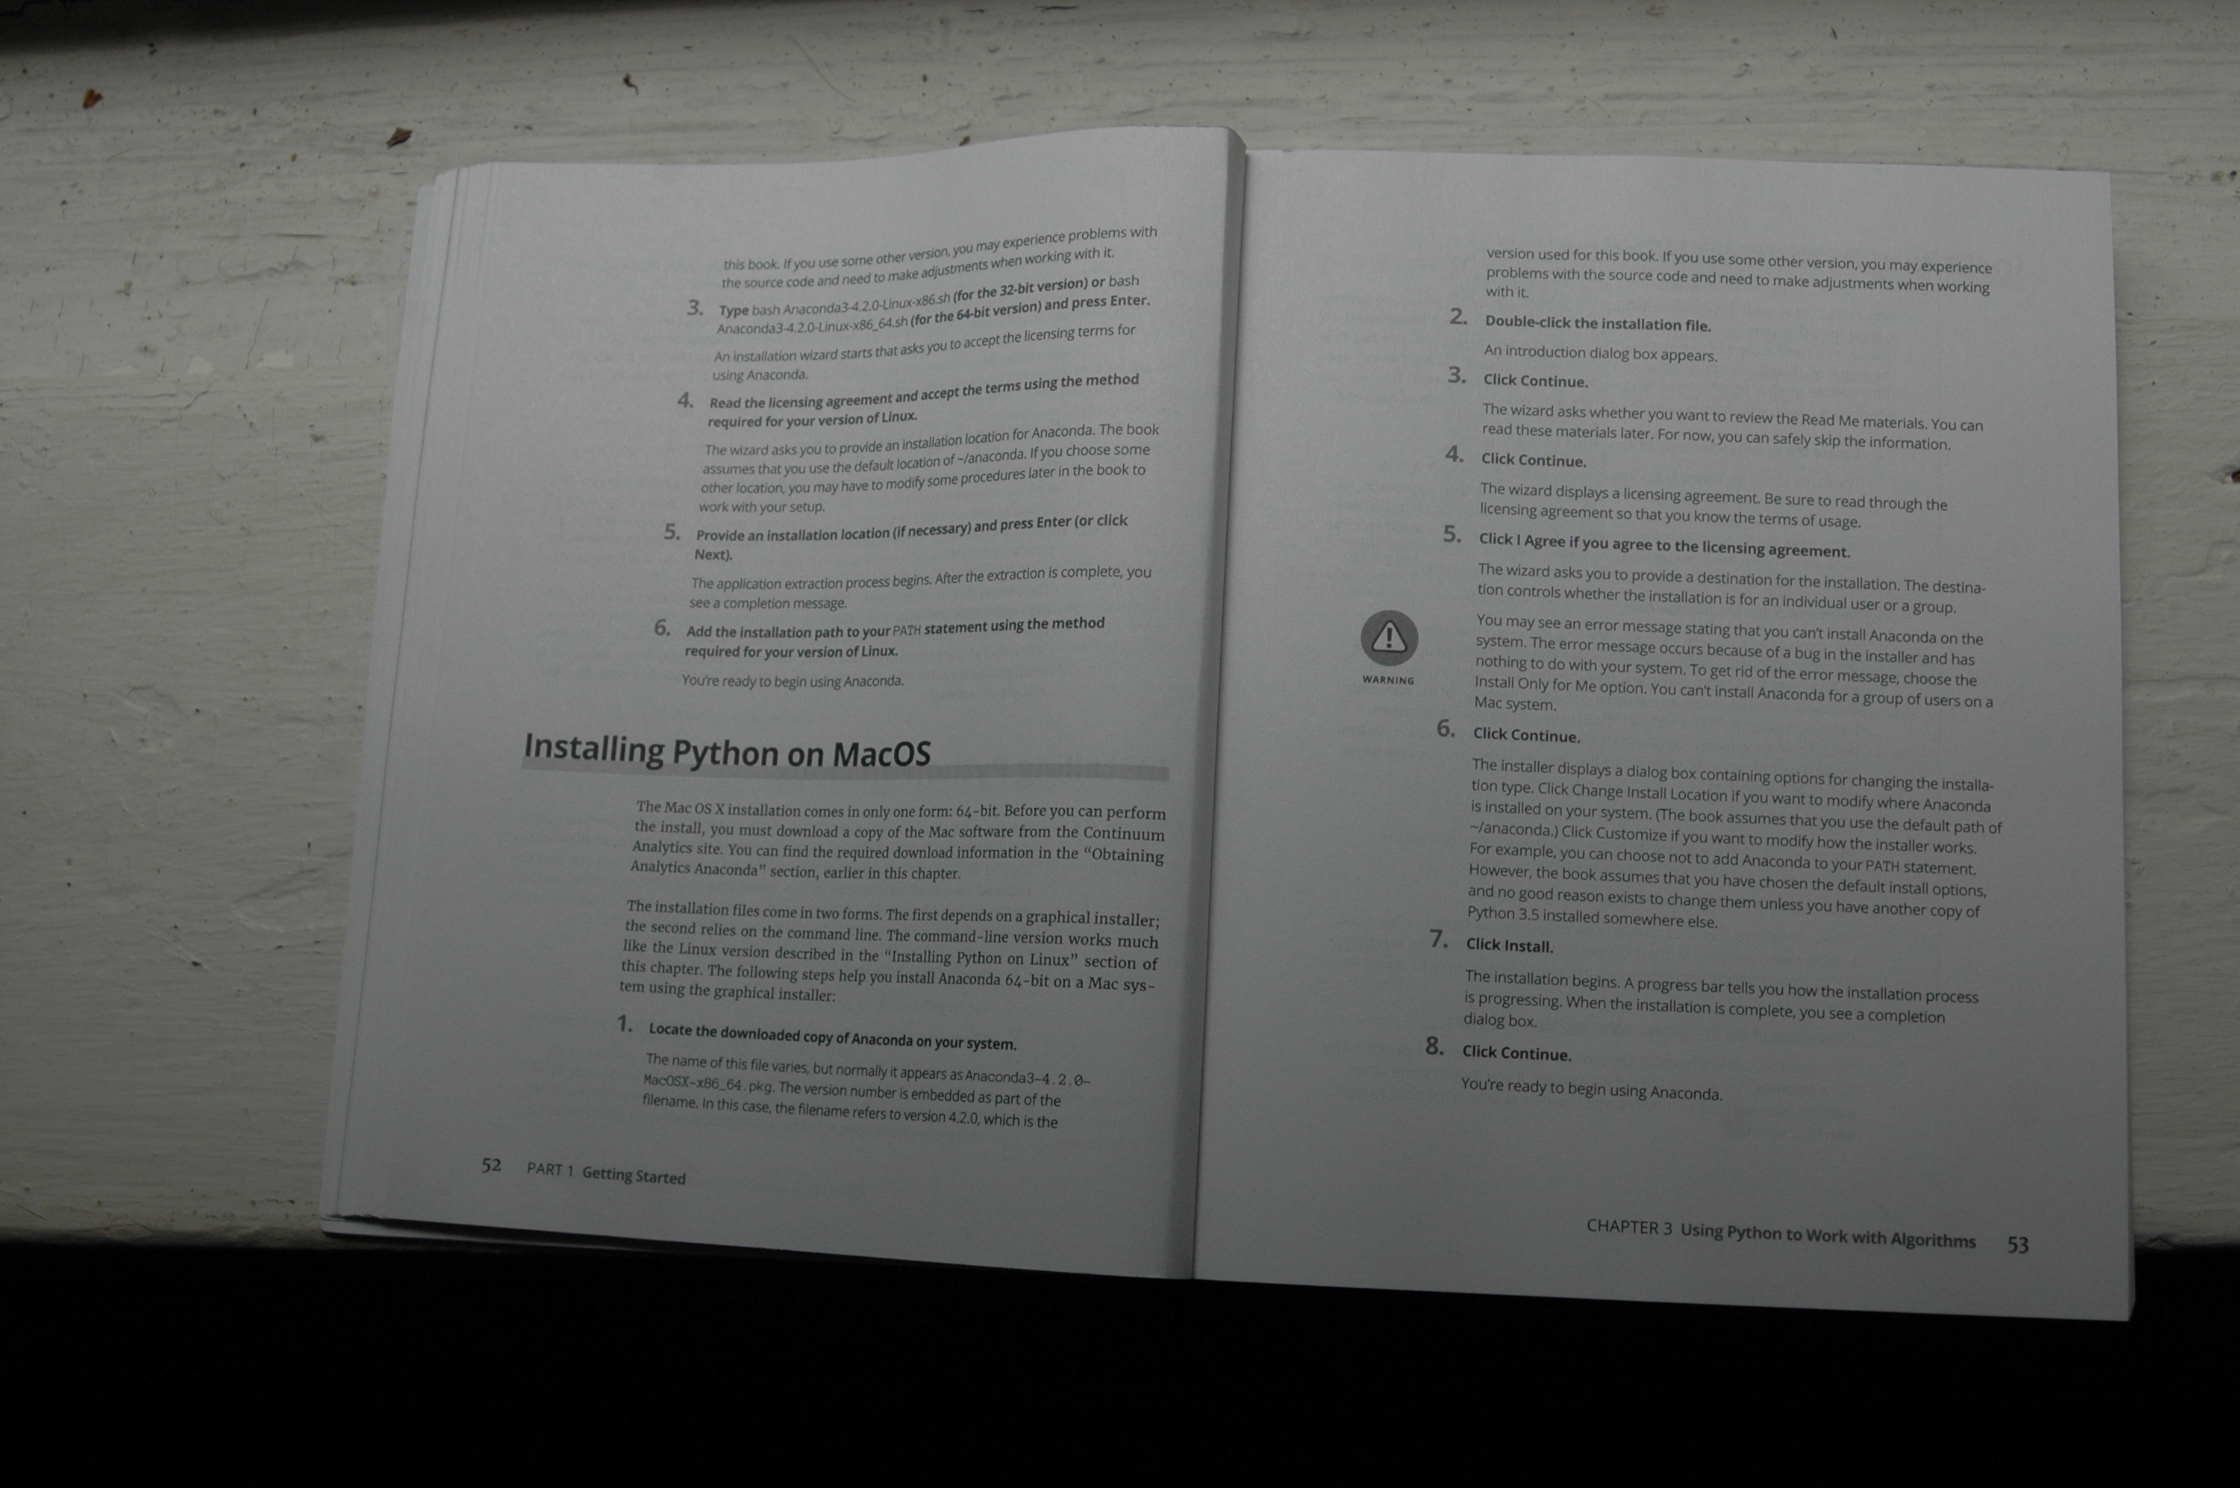 this book. If you use some other version, you may experience problems with
the source code and need to make adjustments when working with it.
3. Type bash Anaconda3-4.2.0-Linux-x86.sh (for the 32-bit version) or bash
Anaconda3-4.2.0-Linux-x86_64.sh (for the 64-bit version) and press Enter.
An installation wizard starts that asks you to accept the licensing terms for
using Anaconda.
4. Read the licensing agreement and accept the terms using the method
required for your version of Linux.
The wizard asks you to provide an installation location for Anaconda. The book
assumes that you use the default location of ~/anaconda. If you choose some
other location, you may have to modify some procedures later in the book to
work with your setup.
5. Provide an installation location (if necessary) and press Enter (or click
Next).
The application extraction process begins. After the extraction is complete, you
see a completion message.
6. Add the installation path to your PATH statement using the method
required for your version of Linux.
You're ready to begin using Anaconda.
Installing Python on MacOS
The Mac OS X installation comes in only one form: 64-bit. Before you can perform
the install, you must download a copy of the Mac software from the Continuum
Analytics site. You can find the required download information in the “Obtaining
Analytics Anaconda” section, earlier in this chapter.
The installation files come in two forms. The first depends on a graphical installer;
the second relies on the command line. The command-line version works much
like the Linux version described in the “Installing Python on Linux” section of
this chapter. The following steps help you install Anaconda 64-bit on a Mac sys-
tem using the graphical installer:
1. Locate the downloaded copy of Anaconda on your system.
The name of this file varies, but normally it appears as Anaconda3-4.2.0-
MacOSX-x86_64.pkg. The version number is embedded as part of the
filename. In this case, the filename refers to version 4.2.0, which is the
52 PART 1 Getting Started
version used for this book. If you use some other version, you may experience
problems with the source code and need to make adjustments when working
with it.
2. Double-click the installation file.
An introduction dialog box appears.
3. Click Continue.
The wizard asks whether you want to review the Read Me materials. You can
read these materials later. For now, you can safely skip the information.
4. Click Continue.
The wizard displays a licensing agreement. Be sure to read through the
licensing agreement so that you know the terms of usage.
5. Click I Agree if you agree to the licensing agreement.
The wizard asks you to provide a destination for the installation. The destina-
tion controls whether the installation is for an individual user or a group.
WARNING
You may see an error message stating that you can't install Anaconda on the
system. The error message occurs because of a bug in the installer and has
nothing to do with your system. To get rid of the error message, choose the
Install Only for Me option. You can't install Anaconda for a group of users on a
Mac system.
6. Click Continue.
The installer displays a dialog box containing options for changing the installa-
tion type. Click Change Install Location if you want to modify where Anaconda
is installed on your system. (The book assumes that you use the default path of
~/anaconda.) Click Customize if you want to modify how the installer works.
For example, you can choose not to add Anaconda to your PATH statement.
However, the book assumes that you have chosen the default install options,
and no good reason exists to change them unless you have another copy of
Python 3.5 installed somewhere else.
7. Click Install.
The installation begins. A progress bar tells you how the installation process
is progressing. When the installation is complete, you see a completion
dialog box.
8. Click Continue.
You're ready to begin using Anaconda.
CHAPTER 3 Using Python to Work with Algorithms 53